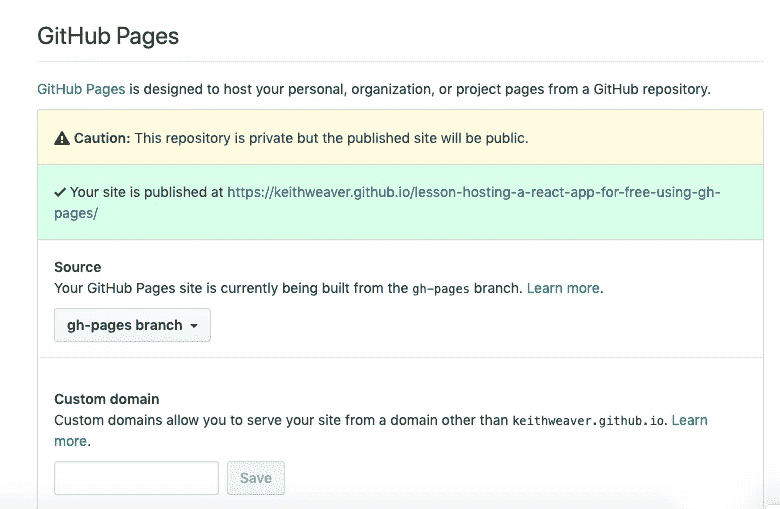 GitHub Pages
GitHub Pages is designed to host your personal, organization, or project pages from a GitHub repository.
Caution: This repository is private but the published site will be public.
Your site is published at https://keithweaver.github.io/lesson-hosting-a-react-app-for-free-using-gh-
pages/
Source
Your GitHub Pages site is currently being built from the gh-pages branch. Learn more.
gh-pages branch
Custom domain
Custom domains allow you to serve your site from a domain other than keithweaver.github.io. Learn
more.
Save